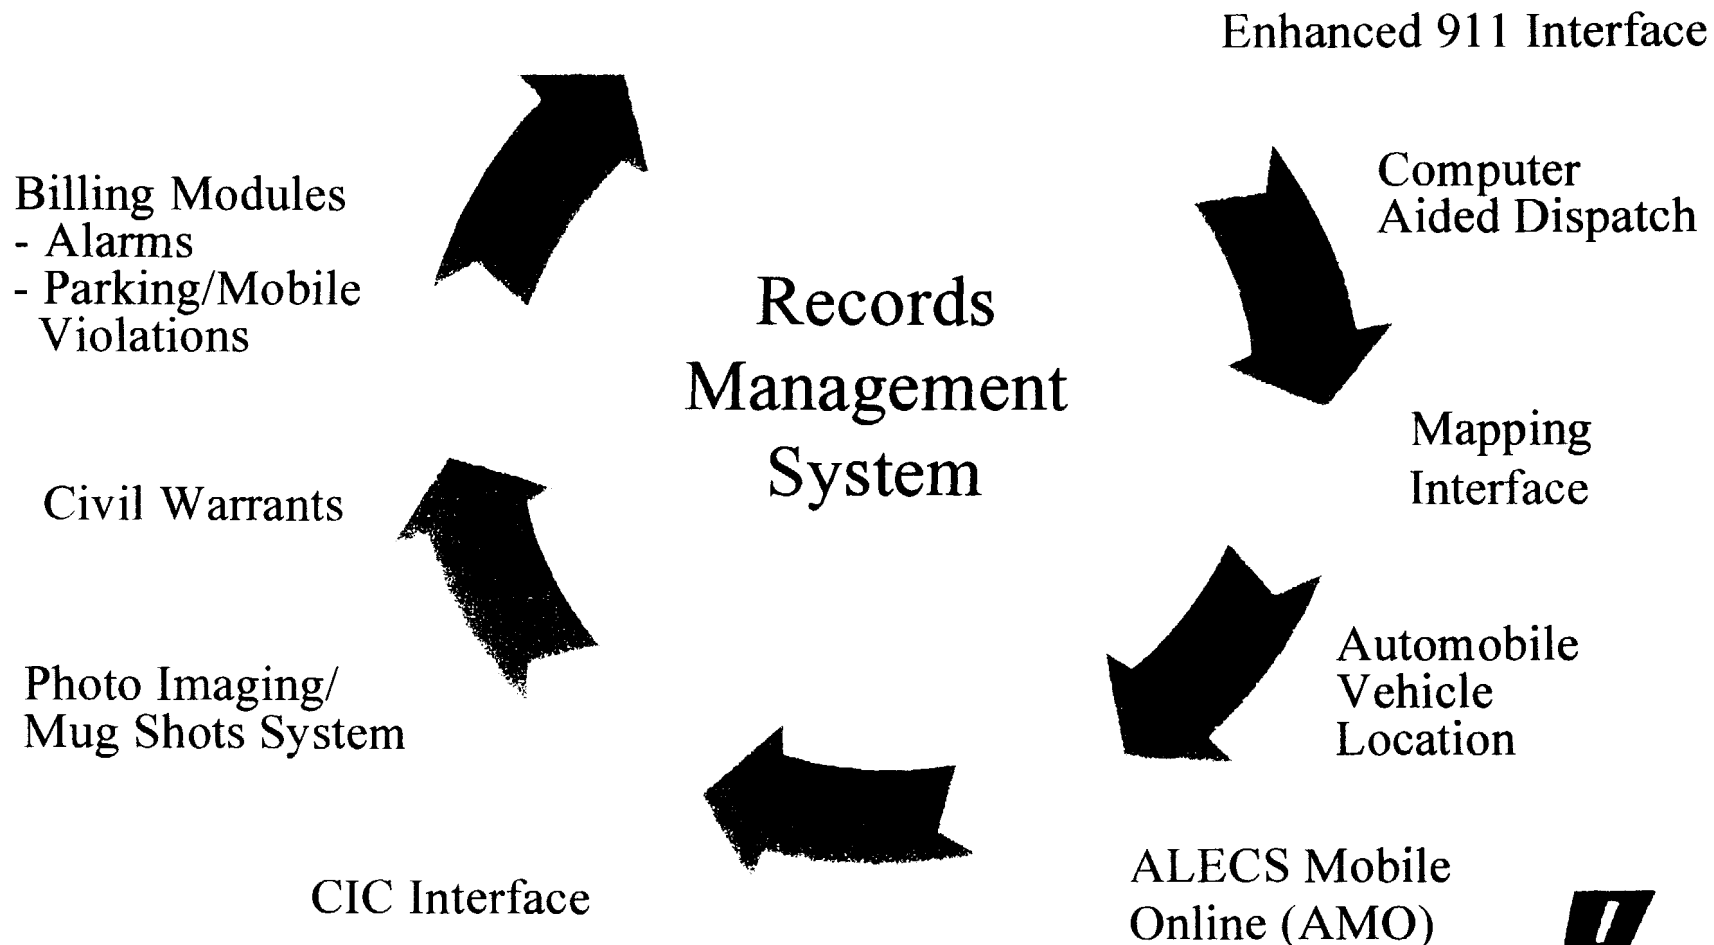 Enhanced 911 Interface
Computer
Aided Dispatch
Mapping
Interface
Automobile
Vehicle
Location
ALECS Mobile
Online (AMO)
CIC Interface
Photo Imaging/
Mug Shots System
Civil Warrants
Billing Modules
- Alarms
- Parking/Mobile
Violations
Records
Management
System